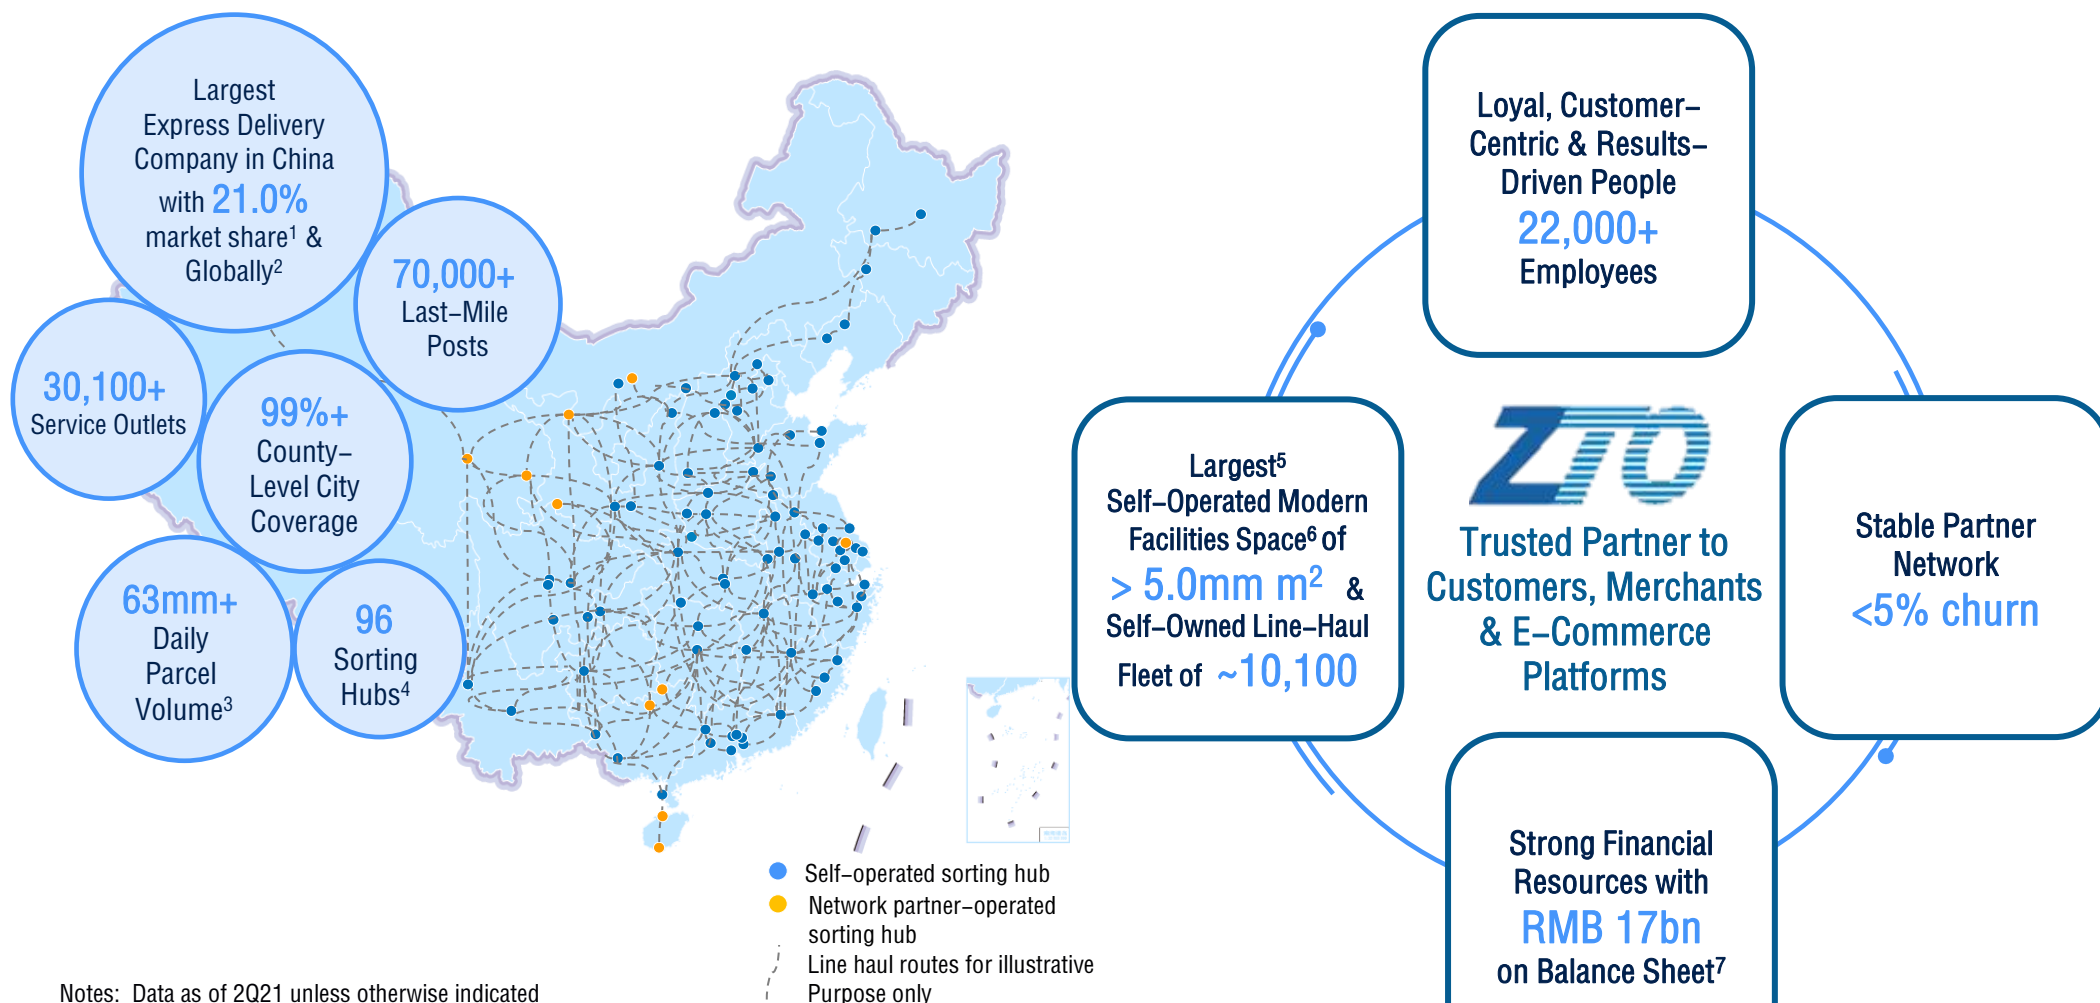 Largest
Express Delivery
Company in China
with 21.0%
market share¹ &
Globally²
70,000+
Last-Mile
Posts
30,100+
Service Outlets
99%+
County-
Level City
Coverage
63mm+
Daily
Parcel
Volume³
96
Sorting
Hubs⁴
Self-operated sorting hub
Network partner-operated
sorting hub
Line haul routes for illustrative
Purpose only
Notes: Data as of 2Q21 unless otherwise indicated
Loyal, Customer-
Centric & Results-
Driven People
22,000+
Employees
Largest⁵
Self-Operated Modern
Facilities Space⁶ of
> 5.0mm m² &
Self-Owned Line-Haul
Fleet of ~10,100
ZTO
Trusted Partner to
Customers, Merchants
& E-Commerce
Platforms
Stable Partner
Network
<5% churn
Strong Financial
Resources with
RMB 17bn
on Balance Sheet⁷